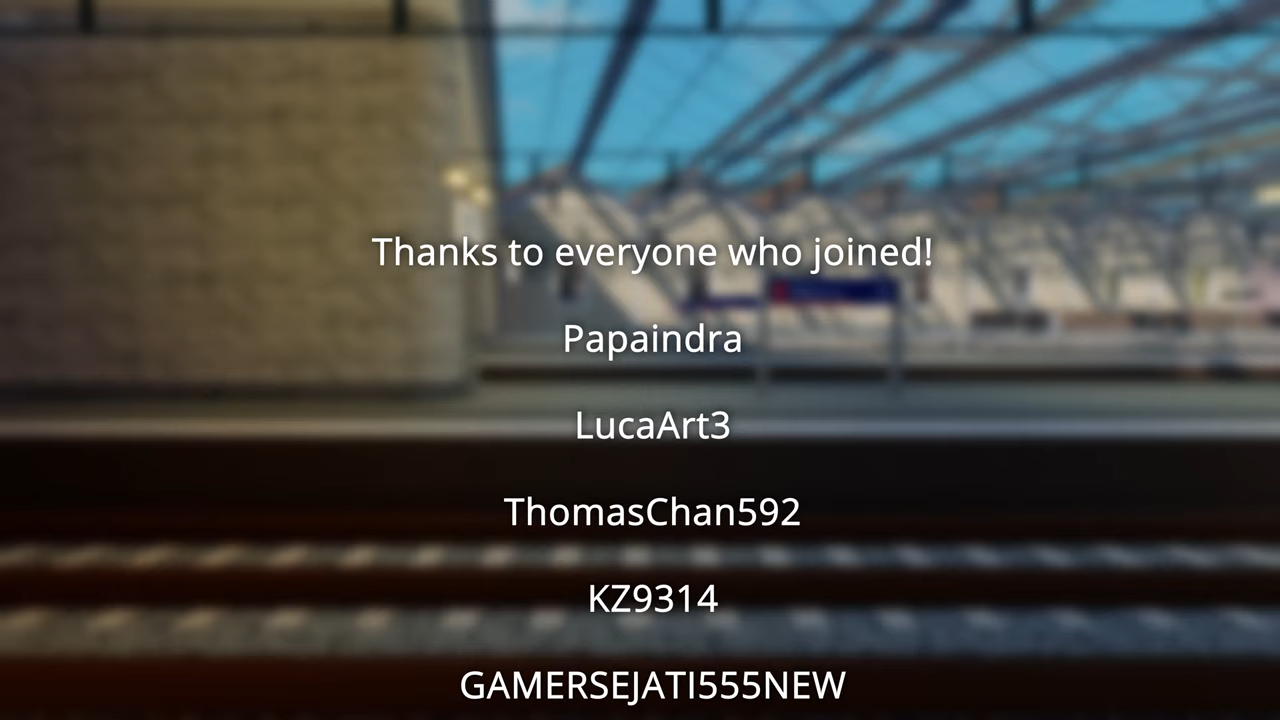 Thanks to everyone who joined!
Papaindra
LucaArt3
ThomasChan592
KZ9314
GAMERSEJATI555NEW